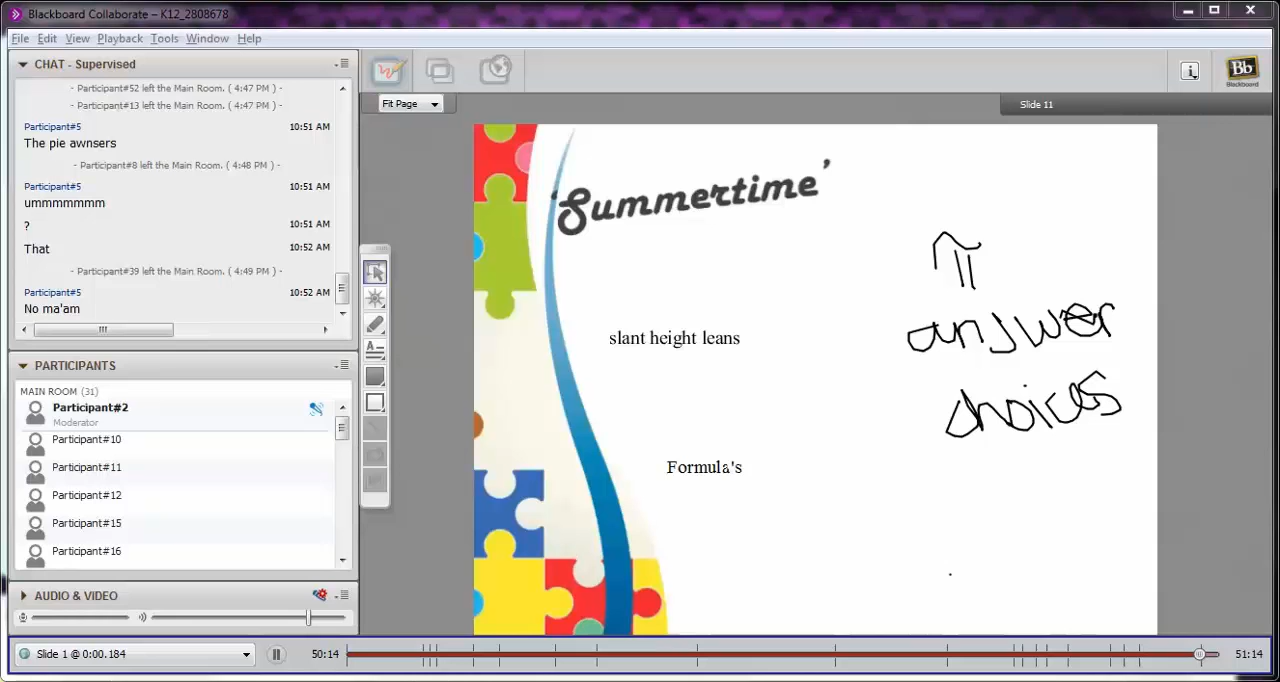 Blackboard Collaborate – K12_2808678
File Edit View Playback Tools Window Help
CHAT - Supervised
- Participant#52 left the Main Room. ( 4:47 PM ) -
- Participant#13 left the Main Room. ( 4:47 PM ) -
Participant#5 10:51 AM
The pie awnsers
- Participant#8 left the Main Room. ( 4:48 PM ) -
Participant#5 10:51 AM
ummmmmmm
? 10:51 AM
That 10:52 AM
- Participant#39 left the Main Room. ( 4:49 PM ) -
Participant#5 10:52 AM
No ma'am
PARTICIPANTS
MAIN ROOM (31)
Participant#2
Moderator
Participant#10
Participant#11
Participant#12
Participant#15
Participant#16
AUDIO & VIDEO
Fit Page
Slide 11
Bb
Blackboard
'Summertime'
π
answer
choices
slant height leans
Formula's
Slide 1 @ 0:00.184
50:14
51:14